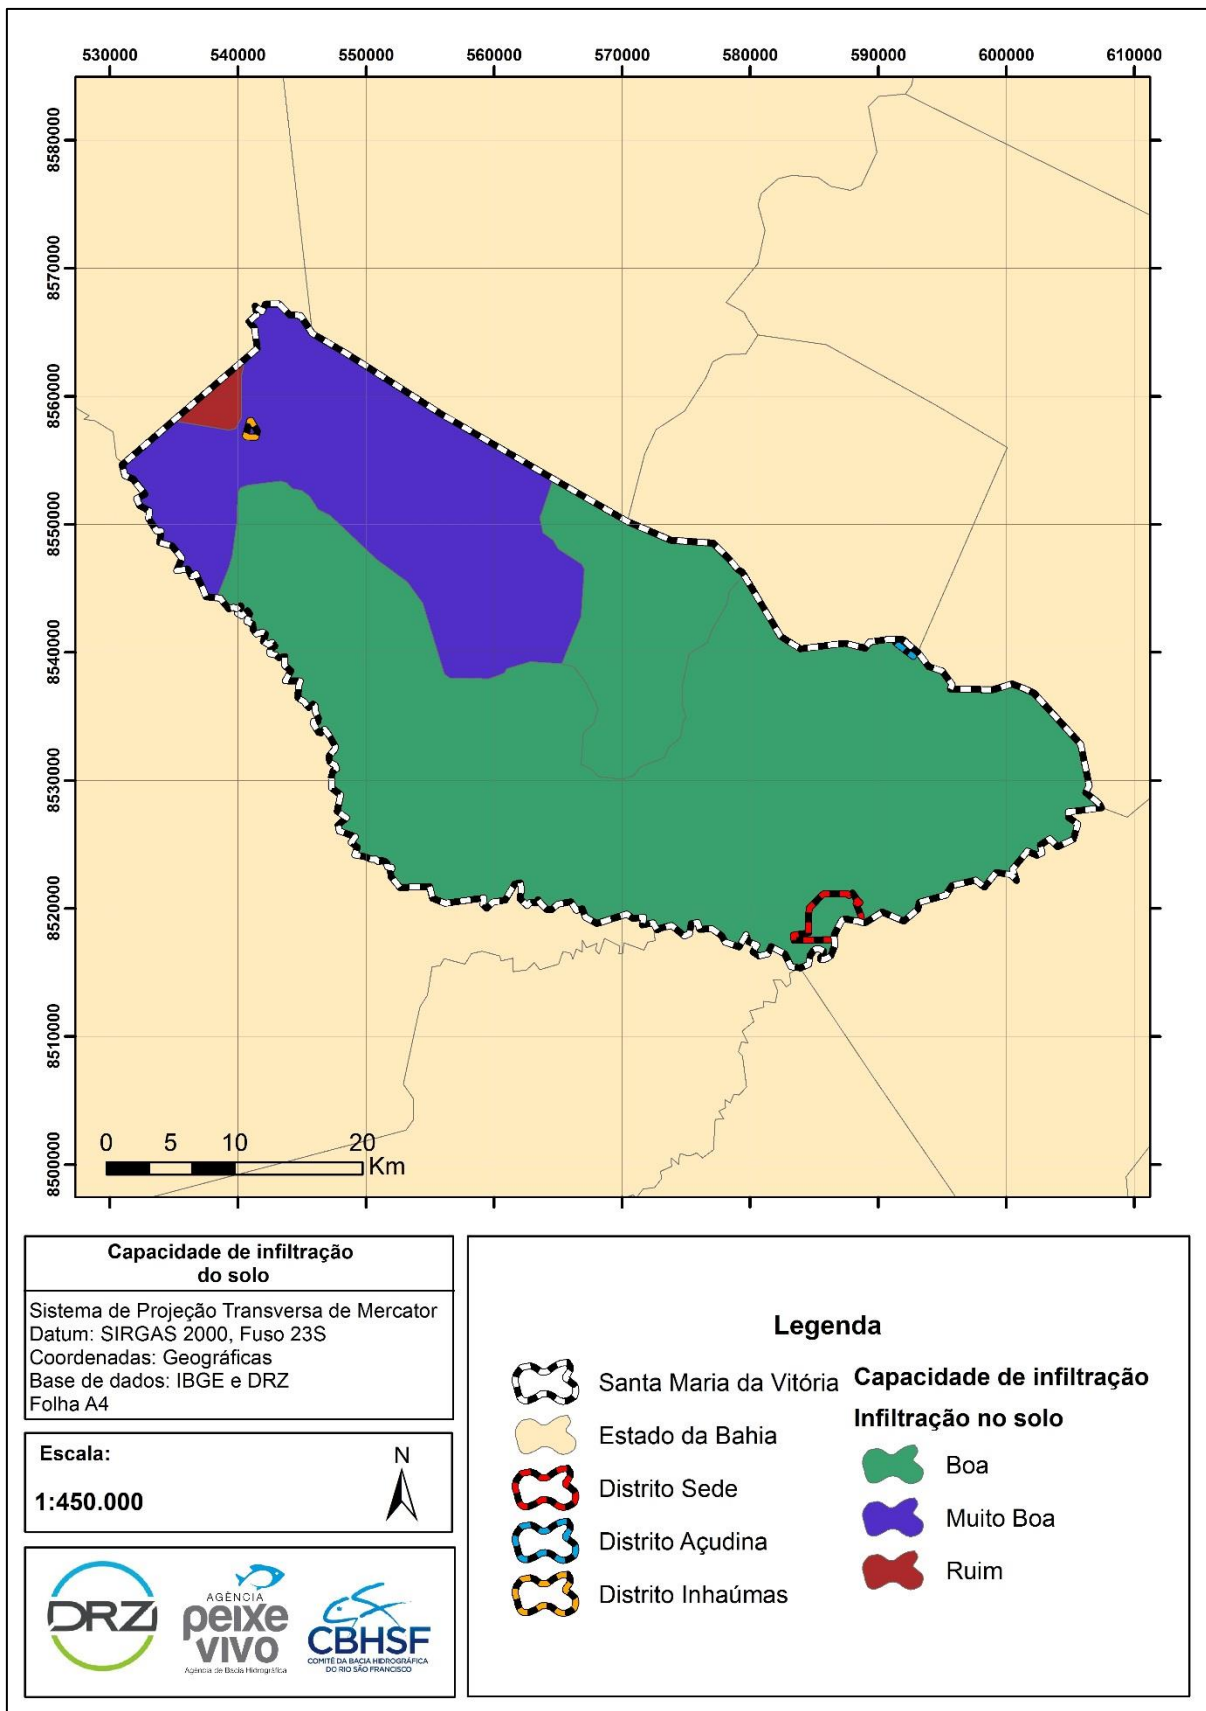 530000 540000 550000 560000 570000 580000 590000 600000 610000
8580000
8570000
8560000
8550000
8540000
8530000
8520000
8510000
8500000
0 5 10 20
Km
Capacidade de infiltração
do solo
Sistema de Projeção Transversa de Mercator
Datum: SIRGAS 2000, Fuso 23S
Coordenadas: Geográficas
Base de dados: IBGE e DRZ
Folha A4
Escala:
1:450.000
N
DRZ
AGÊNCIA
peixe
vivo
Agência de Bacia Hidrográfica
CBHSF
COMITÊ DA BACIA HIDROGRÁFICA
DO RIO SÃO FRANCISCO
Legenda
Santa Maria da Vitória
Estado da Bahia
Distrito Sede
Distrito Açudina
Distrito Inhaúmas
Capacidade de infiltração
Infiltração no solo
Boa
Muito Boa
Ruim